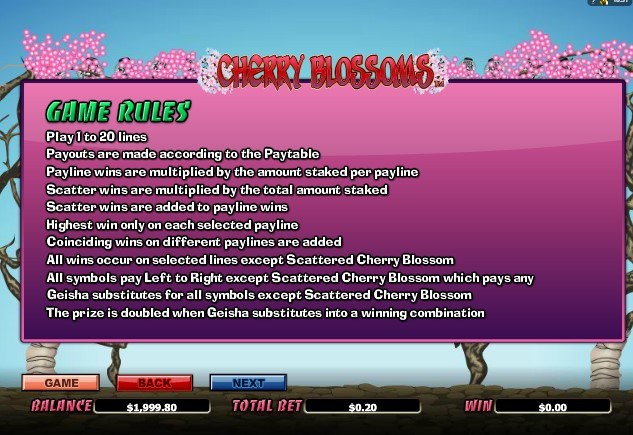 CHERRY BLOSSOMS
GAME RULES
Play 1 to 20 lines
Payouts are made according to the Paytable
Payline wins are multiplied by the amount staked per payline
Scatter wins are multiplied by the total amount staked
Scatter wins are added to payline wins
Highest win only on each selected payline
Coinciding wins on different paylines are added
All wins occur on selected lines except Scattered Cherry Blossom
All symbols pay Left to Right except Scattered Cherry Blossom which pays any
Geisha substitutes for all symbols except Scattered Cherry Blossom
The prize is doubled when Geisha substitutes into a winning combination
GAME BACK NEXT
BALANCE $1,999.80 TOTAL BET $0.20 WIN $0.00